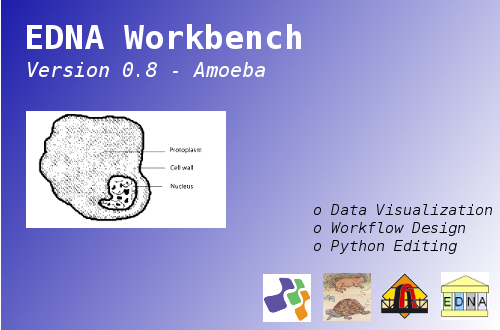 EDNA Workbench
Version 0.8 - Amoeba
Protoplasm
Cell wall
Nucleus
o Data Visualization
o Workflow Design
o Python Editing
EDNA